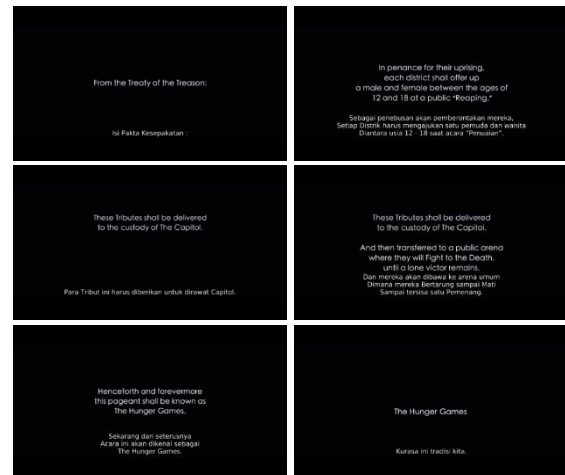 From the Treaty of the Treason:
Isi Pakta Kesepakatan :
In penance for their uprising,
each district shall offer up
a male and female between the ages of
12 and 18 at a public "Reaping."
Sebagai penebusan akan pemberontakan mereka,
Setiap Distrik harus mengajukan satu pemuda dan wanita
Diantara usia 12 - 18 saat acara "Penuaian".
These Tributes shall be delivered
to the custody of The Capitol.
Para Tribut ini harus diberikan untuk dirawat Capitol.
These Tributes shall be delivered
to the custody of The Capitol.
And then transferred to a public arena
where they will Fight to the Death,
until a lone victor remains.
Dan mereka akan dibawa ke arena umum
Dimana mereka Bertarung sampai Mati
Sampai tersisa satu Pemenang.
Henceforth and forevermore
this pageant shall be known as
The Hunger Games.
Sekarang dan seterusnya
Acara ini akan dikenal sebagai
The Hunger Games.
The Hunger Games
Kurasa ini tradisi kita.